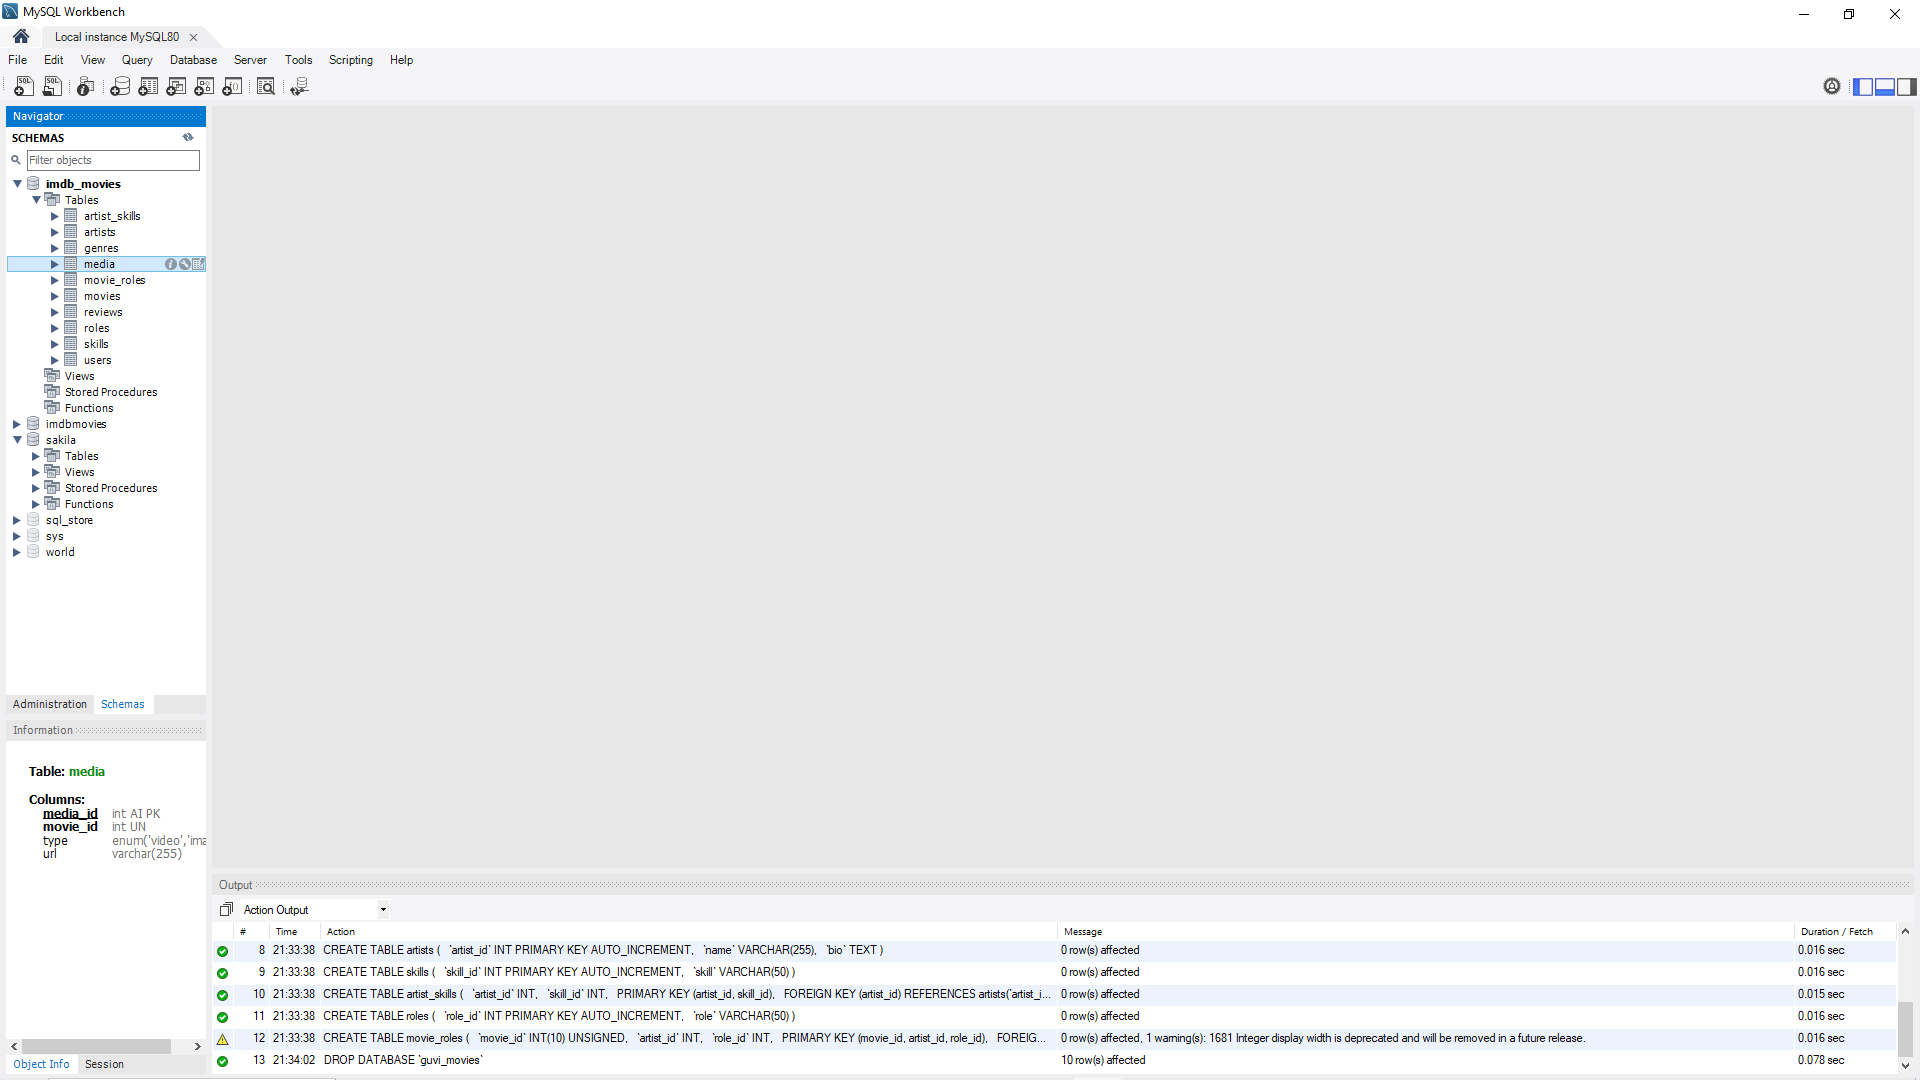 MySQL Workbench
Local instance MySQL80
File Edit View Query Database Server Tools Scripting Help
Navigator
SCHEMAS
Filter objects
imdb_movies
Tables
artist_skills
artists
genres
media
movie_roles
movies
reviews
roles
skills
users
Views
Stored Procedures
Functions
imdbmovies
sakila
Tables
Views
Stored Procedures
Functions
sql_store
sys
world
Administration Schemas
Information
Table: media
Columns:
media_id int AI PK
movie_id int UN
type enum('video','ima
url varchar(255)
Object Info Session
Output
Action Output
# Time Action Message Duration / Fetch
8 21:33:38 CREATE TABLE artists ( `artist_id` INT PRIMARY KEY AUTO_INCREMENT, `name` VARCHAR(255), `bio` TEXT ) 0 row(s) affected 0.016 sec
9 21:33:38 CREATE TABLE skills ( `skill_id` INT PRIMARY KEY AUTO_INCREMENT, `skill` VARCHAR(50) ) 0 row(s) affected 0.016 sec
10 21:33:38 CREATE TABLE artist_skills ( `artist_id` INT, `skill_id` INT, PRIMARY KEY (artist_id, skill_id), FOREIGN KEY (artist_id) REFERENCES artists(`artist_i... 0 row(s) affected 0.015 sec
11 21:33:38 CREATE TABLE roles ( `role_id` INT PRIMARY KEY AUTO_INCREMENT, `role` VARCHAR(50) ) 0 row(s) affected 0.016 sec
12 21:33:38 CREATE TABLE movie_roles ( `movie_id` INT(10) UNSIGNED, `artist_id` INT, `role_id` INT, PRIMARY KEY (movie_id, artist_id, role_id), FOREIG... 0 row(s) affected, 1 warning(s): 1681 Integer display width is deprecated and will be removed in a future release. 0.016 sec
13 21:34:02 DROP DATABASE `guvi_movies` 10 row(s) affected 0.078 sec